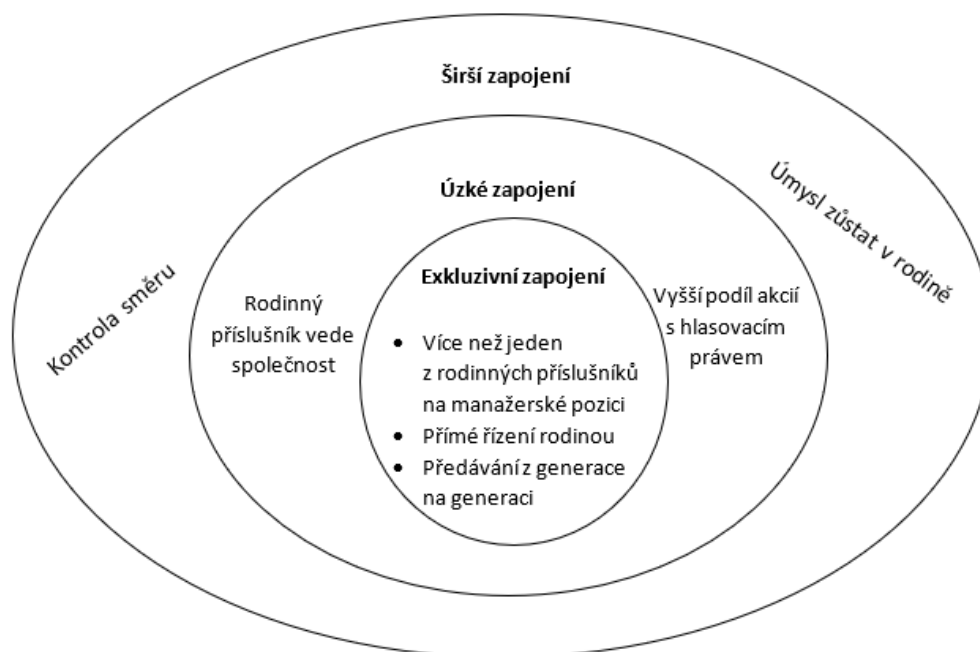 Širší zapojení
Úmysl zůstat v rodině
Kontrola směru
Úzké zapojení
Rodinný
příslušník vede
společnost
Vyšší podíl akcií
s hlasovacím
právem
Exkluzivní zapojení
• Více než jeden
z rodinných příslušníků
na manažerské pozici
• Přímé řízení rodinou
• Předávání z generace
na generaci